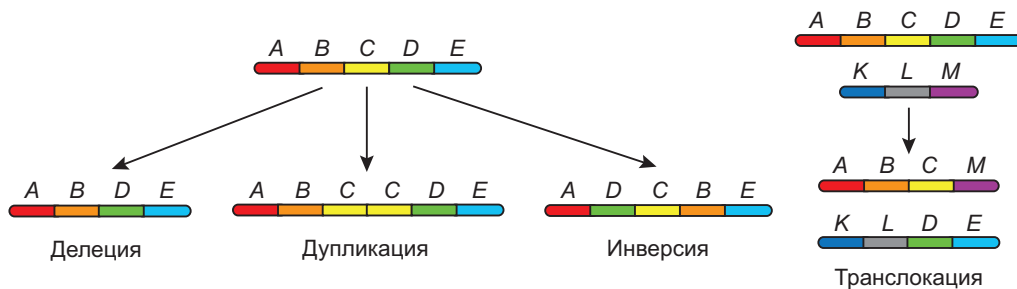 A B C D E
A B D E
Делеция
A B C C D E
Дупликация
A D C B E
Инверсия
A B C D E
K L M
A B C M
K L D E
Транслокация